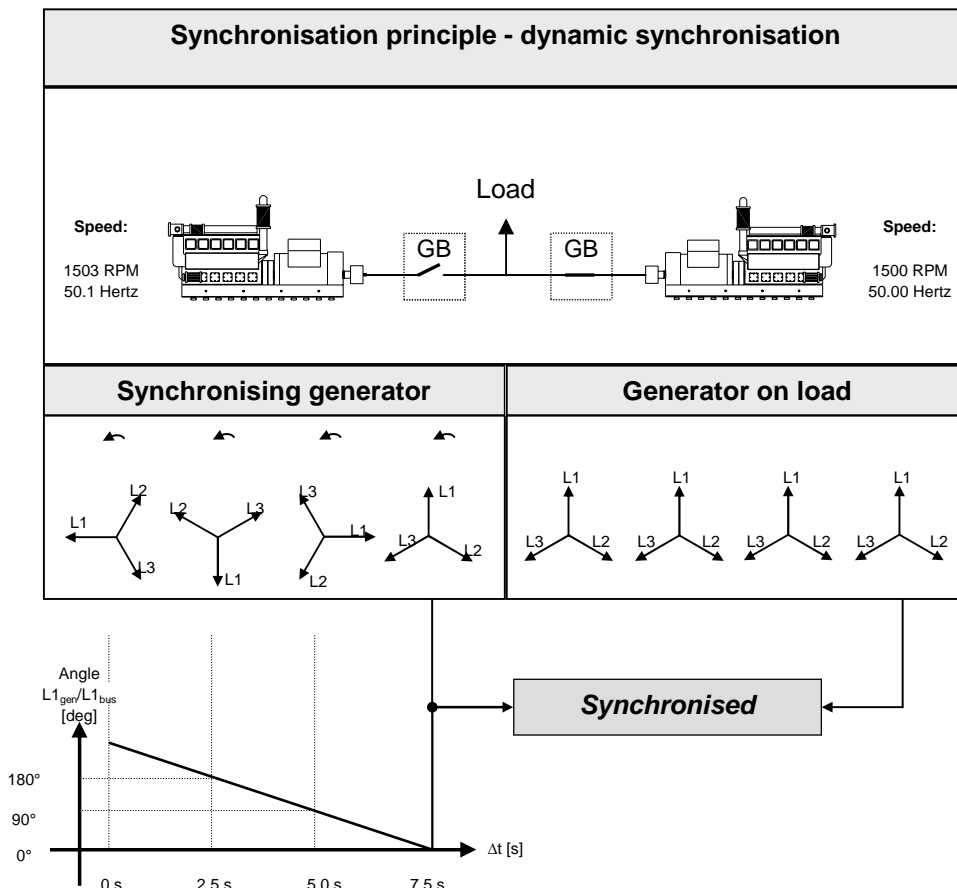 Synchronisation principle - dynamic synchronisation
Load
Speed:
1503 RPM
50.1 Hertz
GB
GB
Speed:
1500 RPM
50.00 Hertz
Synchronising generator
Generator on load
L1
L2
L3
L2
L3
L1
L3
L1
L2
L1
L3
L2
L1
L3
L2
L1
L3
L2
L1
L3
L2
L1
L3
L2
Angle
L1gen/L1bus
[deg]
180°
90°
0°
Synchronised
Δt [s]
0 s
2.5 s
5.0 s
7.5 s